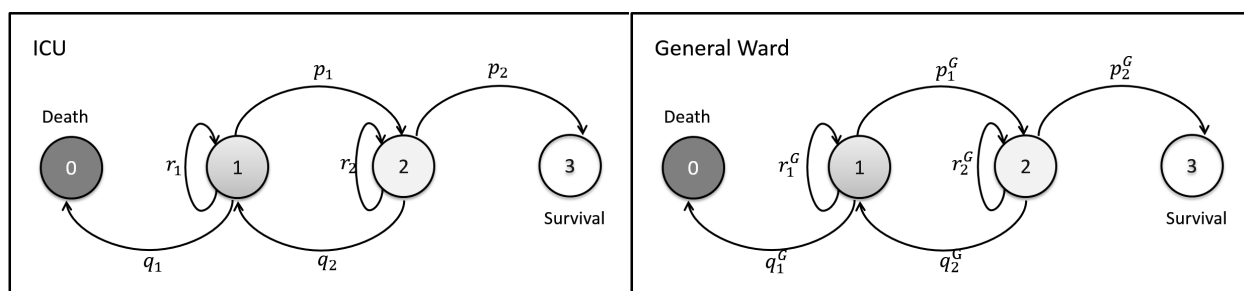 ICU
p₁
p₂
Death
0
r₁
1
r₂
2
3
Survival
q₁
q₂
General Ward
p₁ᴳ
p₂ᴳ
Death
0
r₁ᴳ
1
r₂ᴳ
2
3
Survival
q₁ᴳ
q₂ᴳ